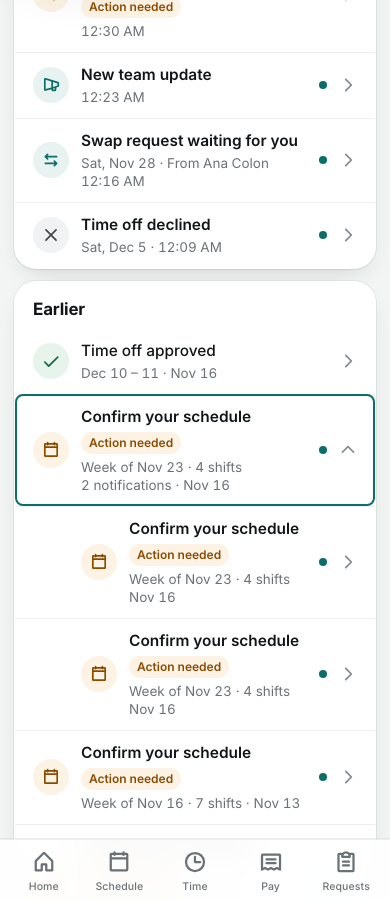 Action needed
12:30 AM
New team update
12:23 AM
Swap request waiting for you
Sat, Nov 28 · From Ana Colon
12:16 AM
Time off declined
Sat, Dec 5 · 12:09 AM
Earlier
Time off approved
Dec 10 – 11 · Nov 16
Confirm your schedule
Action needed
Week of Nov 23 · 4 shifts
2 notifications · Nov 16
Confirm your schedule
Action needed
Week of Nov 23 · 4 shifts
Nov 16
Confirm your schedule
Action needed
Week of Nov 23 · 4 shifts
Nov 16
Confirm your schedule
Action needed
Week of Nov 16 · 7 shifts · Nov 13
Home
Schedule
Time
Pay
Requests